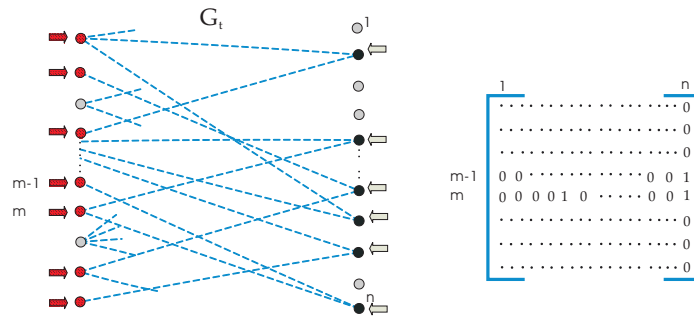 G t
1
m-1
m
n
1 n
. . . . . . . . . . . . . . . . . . . . . . . . 0
. . . . . . . . . . . . . . . . . . . . . . . . 0
. . . . . . . . . . . . . . . . . . . . . . . . 0
m-1 0 0 . . . . . . . . . . . . . . . 0 0 1
m 0 0 0 0 1 0 . . . . . . . 0 0 1
. . . . . . . . . . . . . . . . . . . . . . . . 0
. . . . . . . . . . . . . . . . . . . . . . . . 0
. . . . . . . . . . . . . . . . . . . . . . . . 0